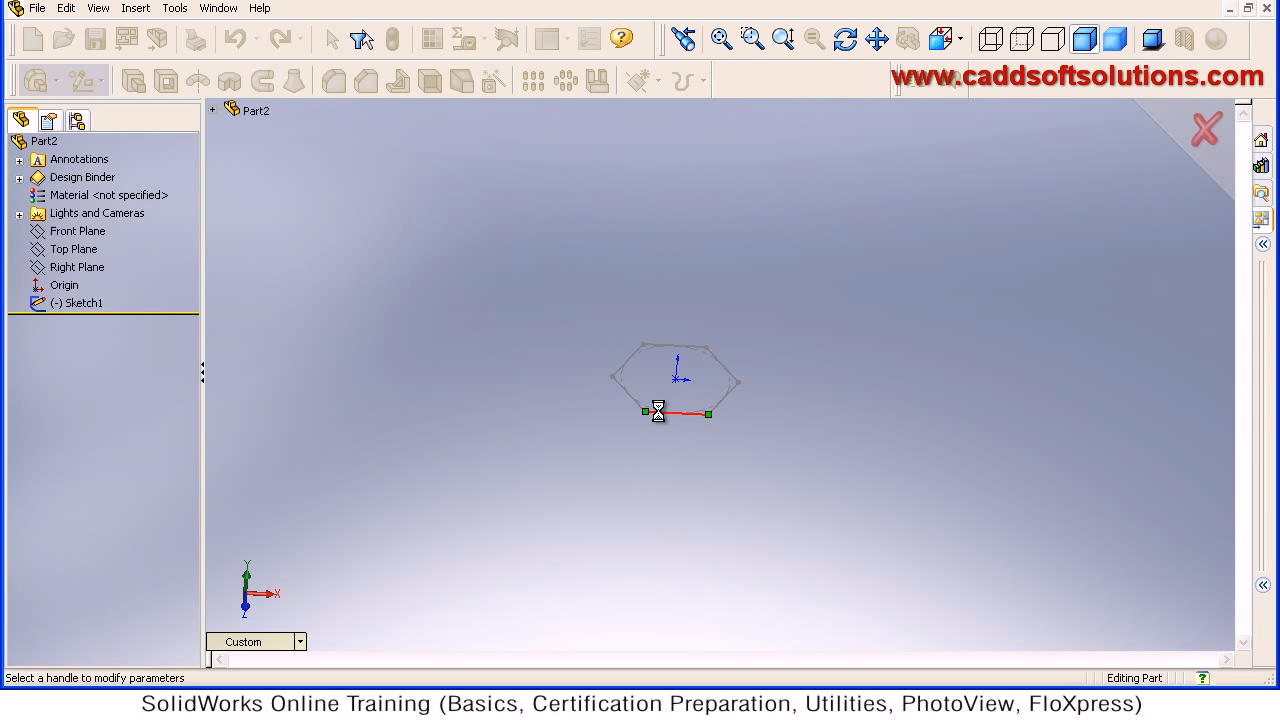 File Edit View Insert Tools Window Help
www.caddsoftsolutions.com
Part2
Part2
Annotations
Design Binder
Material <not specified>
Lights and Cameras
Front Plane
Top Plane
Right Plane
Origin
(-) Sketch1
Y
X
Z
Custom
Select a handle to modify parameters
Editing Part
SolidWorks Online Training (Basics, Certification Preparation, Utilities, PhotoView, FloXpress)